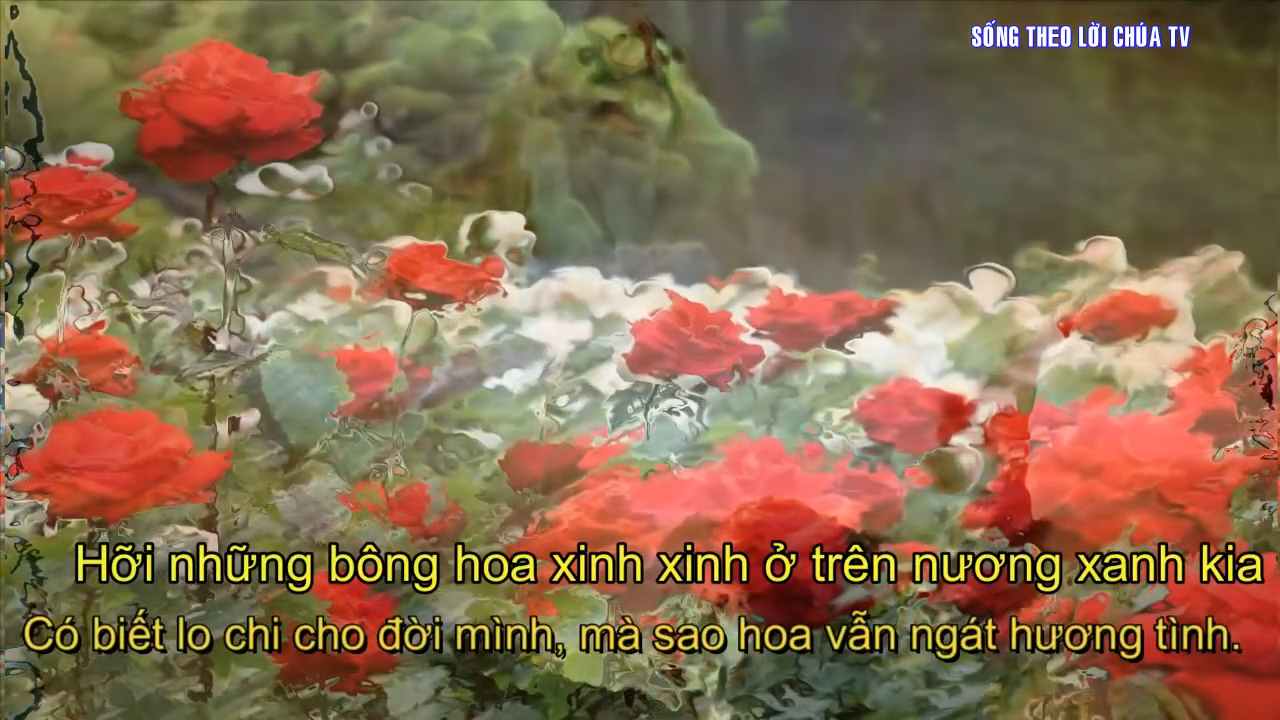 SỐNG THEO LỜI CHÚA TV
Hỡi những bông hoa xinh xinh ở trên nương xanh kia
Có biết lo chi cho đời mình, mà sao hoa vẫn ngát hương tình.